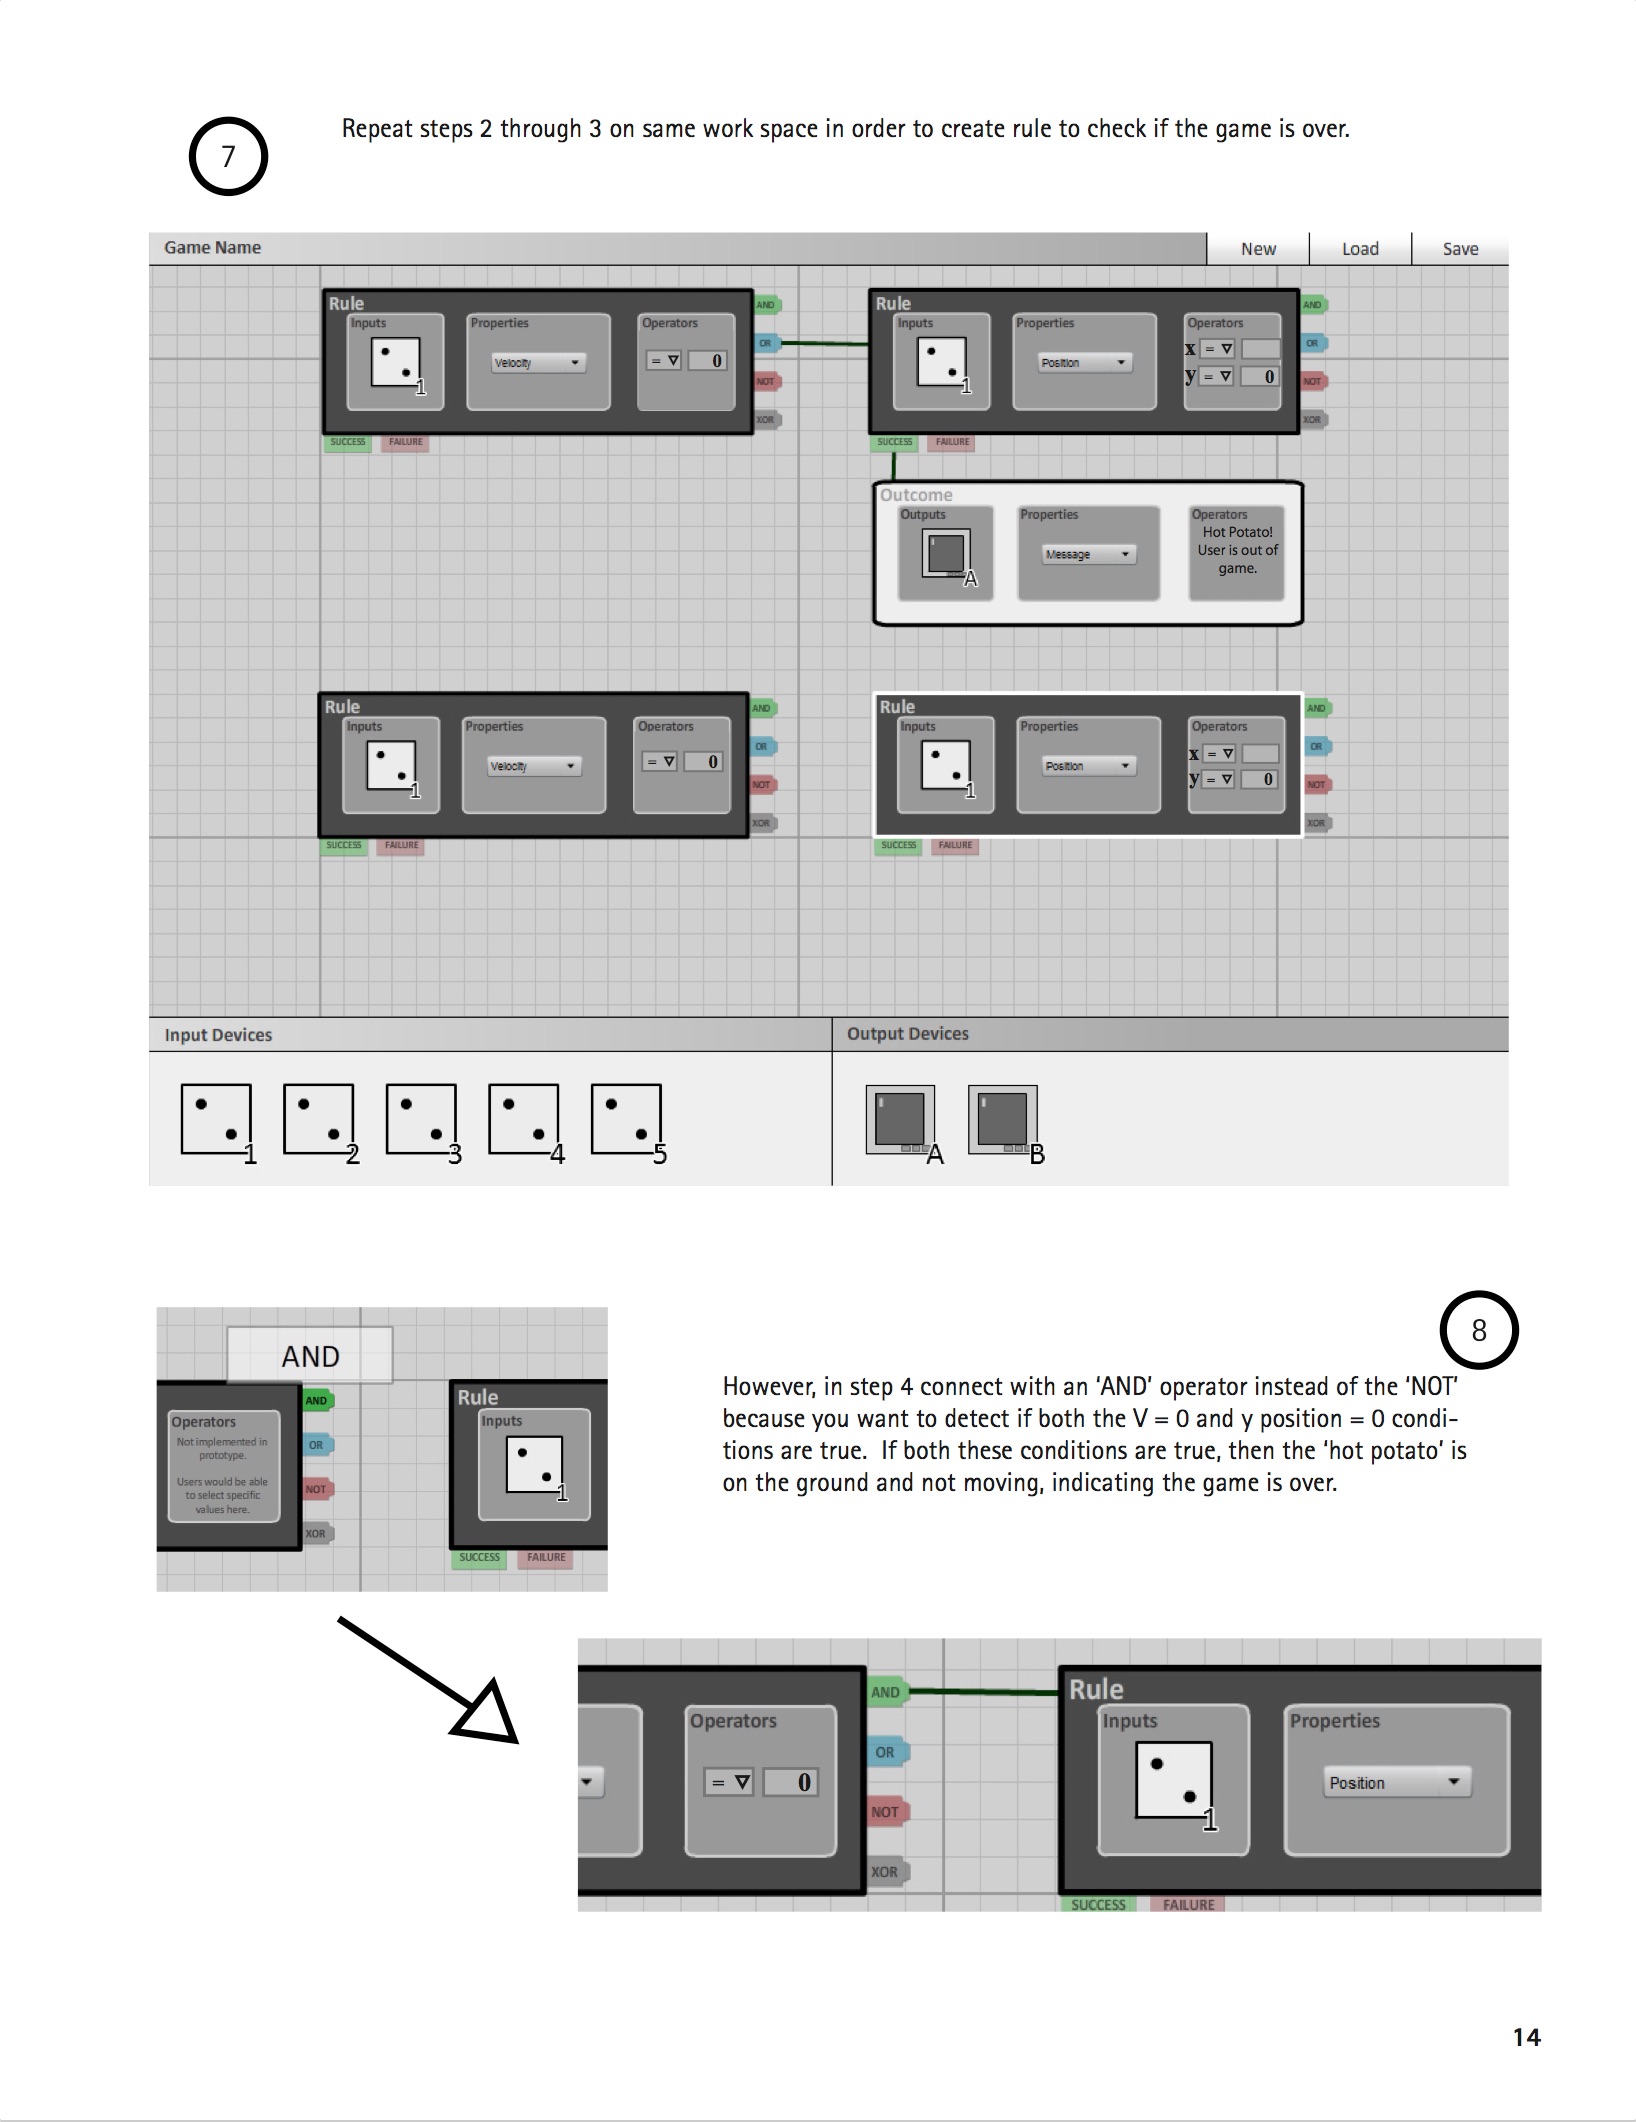 7
Repeat steps 2 through 3 on same work space in order to create rule to check if the game is over.
Game Name
New
Load
Save
Rule
Inputs
1
Properties
Velocity
Operators
= 0
AND
OR
NOT
XOR
SUCCESS
FAILURE
Rule
Inputs
1
Properties
Position
Operators
x =
y = 0
AND
OR
NOT
XOR
SUCCESS
FAILURE
Outcome
Outputs
A
Properties
Message
Operators
Hot Potato!
User is out of
game.
Rule
Inputs
1
Properties
Velocity
Operators
= 0
AND
OR
NOT
XOR
SUCCESS
FAILURE
Rule
Inputs
1
Properties
Position
Operators
x =
y = 0
AND
OR
NOT
XOR
SUCCESS
FAILURE
Input Devices
1
2
3
4
5
Output Devices
A
B
AND
Operators
Not implemented in
prototype.
Users would be able
to select specific
values here.
AND
OR
NOT
XOR
Rule
Inputs
1
SUCCESS
FAILURE
8
However, in step 4 connect with an ‘AND’ operator instead of the ‘NOT’
because you want to detect if both the V = 0 and y position = 0 condi-
tions are true. If both these conditions are true, then the ‘hot potato’ is
on the ground and not moving, indicating the game is over.
Operators
= 0
AND
OR
NOT
XOR
Rule
Inputs
1
Properties
Position
SUCCESS
FAILURE
14